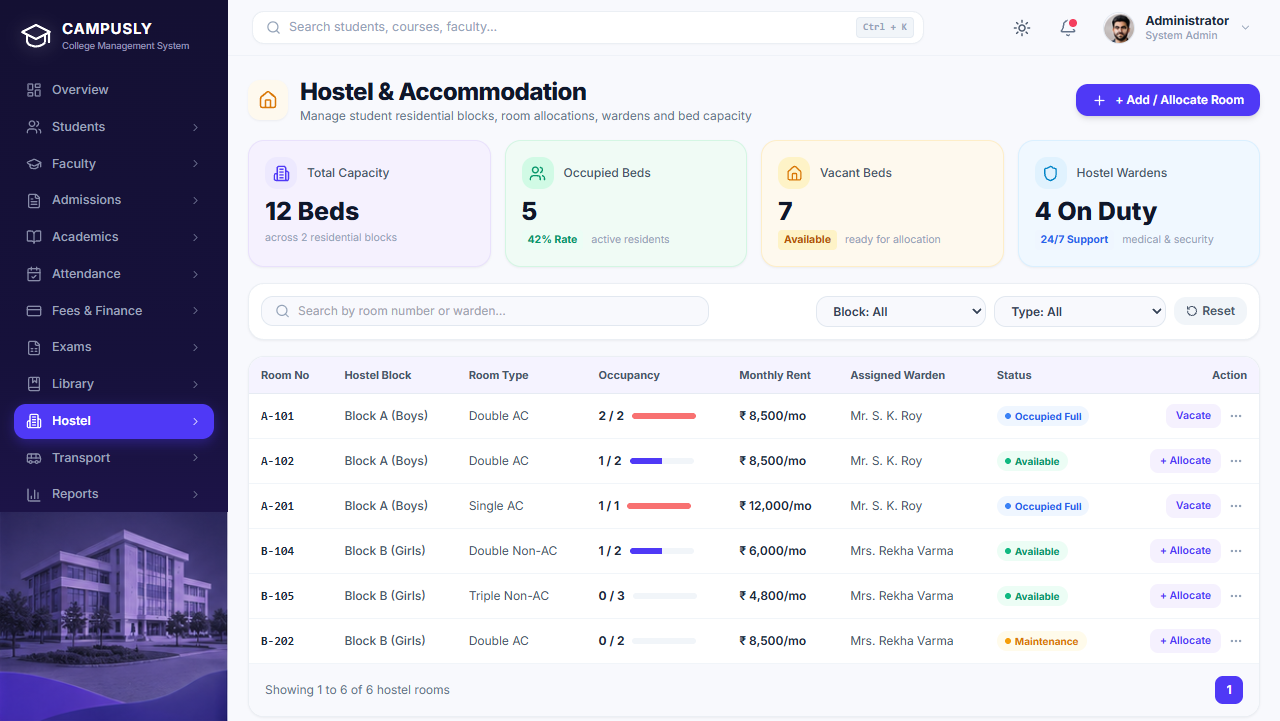 CAMPUSLY
College Management System
Overview
Students
Faculty
Admissions
Academics
Attendance
Fees & Finance
Exams
Library
Hostel
Transport
Reports
Search students, courses, faculty...
Ctrl + K
Administrator
System Admin
Hostel & Accommodation
Manage student residential blocks, room allocations, wardens and bed capacity
+ Add / Allocate Room
Total Capacity
12 Beds
across 2 residential blocks
Occupied Beds
5
42% Rate active residents
Vacant Beds
7
Available ready for allocation
Hostel Wardens
4 On Duty
24/7 Support medical & security
Search by room number or warden...
Block: All
Type: All
Reset
Room No Hostel Block Room Type Occupancy Monthly Rent Assigned Warden Status Action
A-101 Block A (Boys) Double AC 2 / 2 ₹ 8,500/mo Mr. S. K. Roy Occupied Full Vacate ...
A-102 Block A (Boys) Double AC 1 / 2 ₹ 8,500/mo Mr. S. K. Roy Available + Allocate ...
A-201 Block A (Boys) Single AC 1 / 1 ₹ 12,000/mo Mr. S. K. Roy Occupied Full Vacate ...
B-104 Block B (Girls) Double Non-AC 1 / 2 ₹ 6,000/mo Mrs. Rekha Varma Available + Allocate ...
B-105 Block B (Girls) Triple Non-AC 0 / 3 ₹ 4,800/mo Mrs. Rekha Varma Available + Allocate ...
B-202 Block B (Girls) Double AC 0 / 2 ₹ 8,500/mo Mrs. Rekha Varma Maintenance + Allocate ...
Showing 1 to 6 of 6 hostel rooms
1